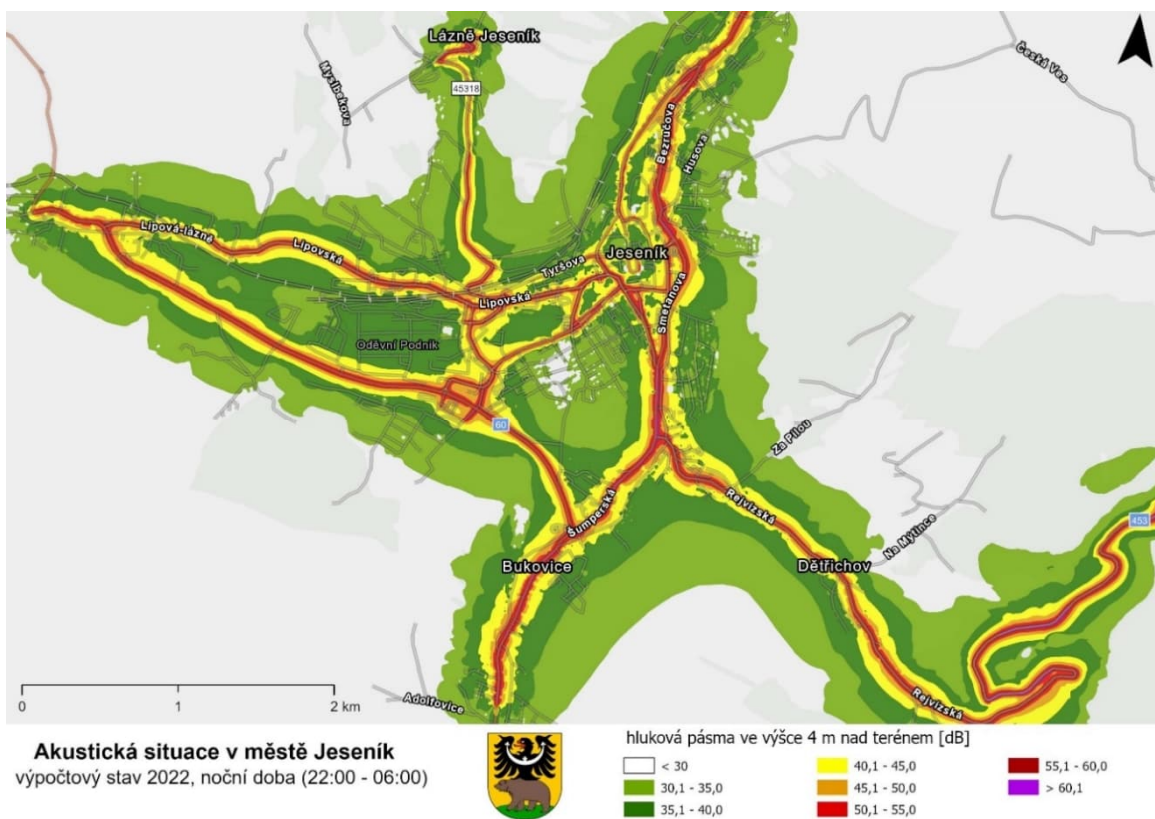 Lázně Jeseník
45318
Myslbekova
Česká Ves
Bezručova
Husova
Lipová-lázně
Lipovská
Jeseník
Tyršova
Lipovská
Smetanova
Oděvní Podnik
60
Za Pilou
Šumperská
Rejvízská
Na Mýtince
453
Bukovice
Dětřichov
Adolfovice
Rejvízská
0 1 2 km
Akustická situace v městě Jeseník
výpočtový stav 2022, noční doba (22:00 - 06:00)
hluková pásma ve výšce 4 m nad terénem [dB]
< 30
30,1 - 35,0
35,1 - 40,0
40,1 - 45,0
45,1 - 50,0
50,1 - 55,0
55,1 - 60,0
> 60,1